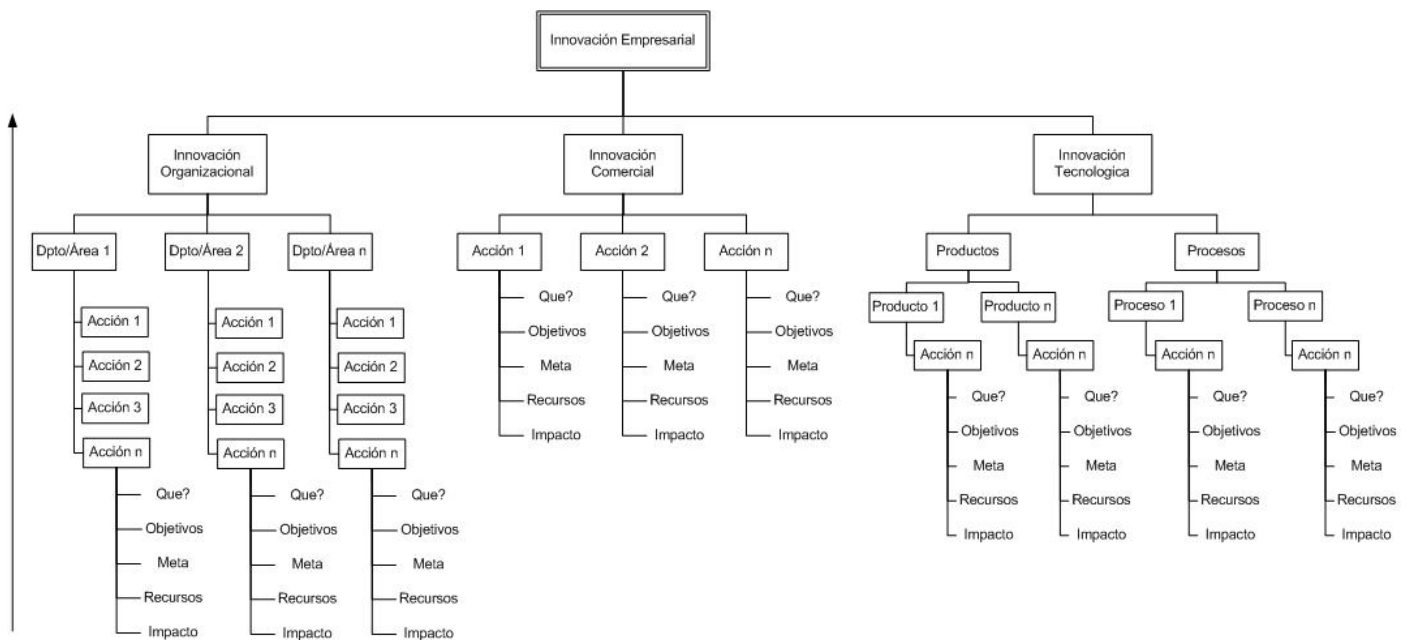 Innovación Empresarial
Innovación
Organizacional
Innovación
Comercial
Innovación
Tecnologica
Dpto/Área 1
Dpto/Área 2
Dpto/Área n
Acción 1
Acción 2
Acción n
Productos
Procesos
Producto 1
Producto n
Proceso 1
Proceso n
Acción 1
Acción 2
Acción 3
Acción n
Que?
Objetivos
Meta
Recursos
Impacto
Acción 1
Acción 2
Acción 3
Acción n
Que?
Objetivos
Meta
Recursos
Impacto
Acción 1
Acción 2
Acción 3
Acción n
Que?
Objetivos
Meta
Recursos
Impacto
Que?
Objetivos
Meta
Recursos
Impacto
Que?
Objetivos
Meta
Recursos
Impacto
Que?
Objetivos
Meta
Recursos
Impacto
Acción n
Que?
Objetivos
Meta
Recursos
Impacto
Acción n
Que?
Objetivos
Meta
Recursos
Impacto
Acción n
Que?
Objetivos
Meta
Recursos
Impacto
Acción n
Que?
Objetivos
Meta
Recursos
Impacto